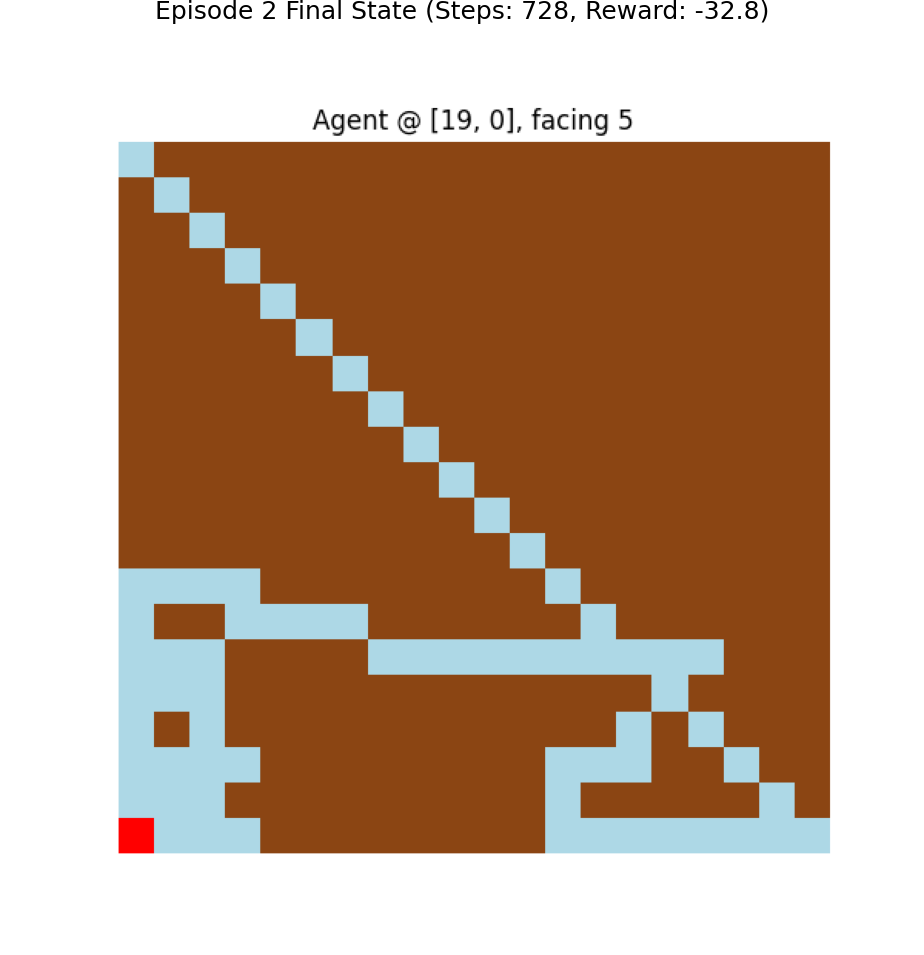 Episode 2 Final State (Steps: 728, Reward: -32.8)
Agent @ [19, 0], facing 5